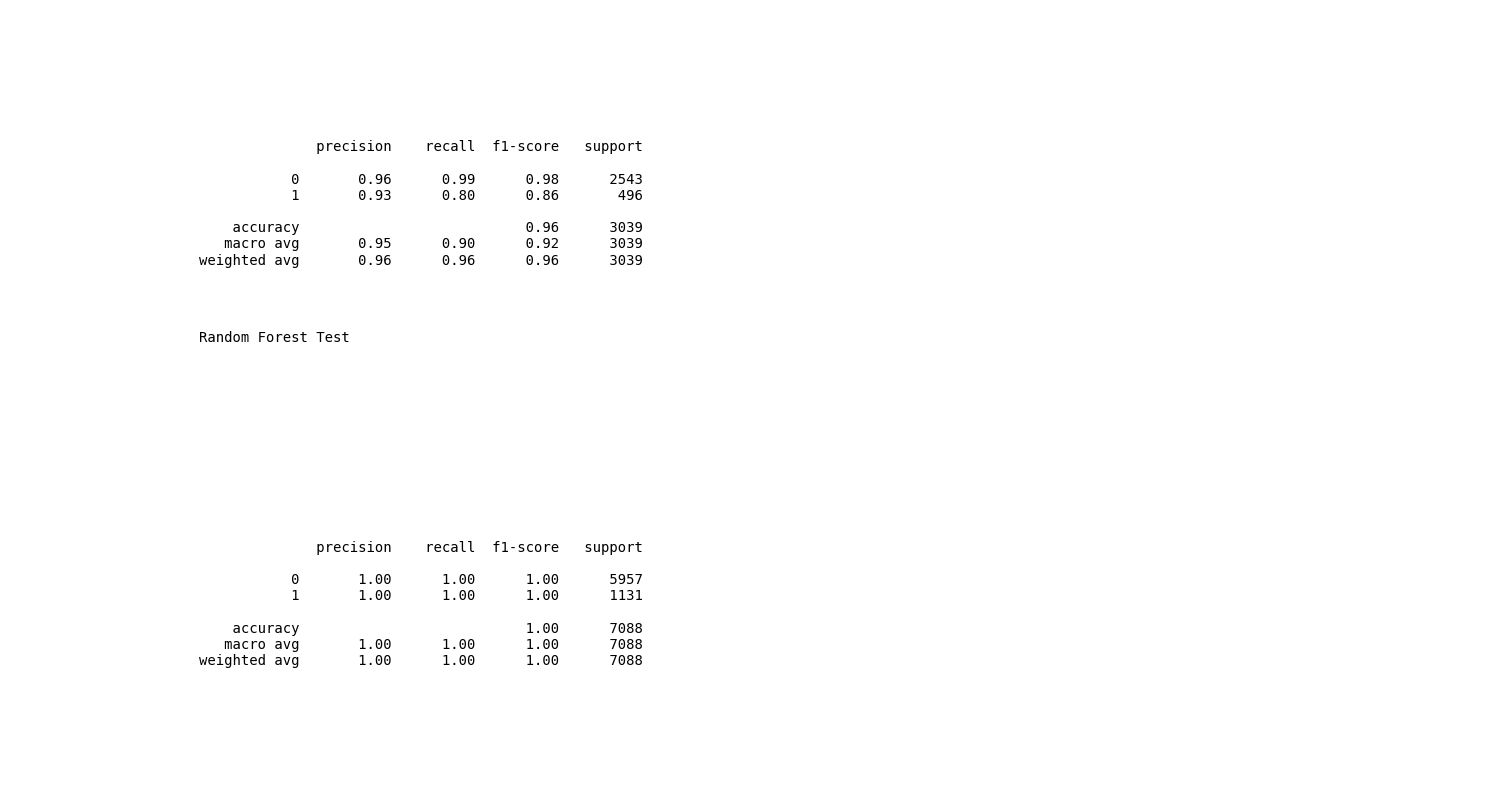 precision recall f1-score support
0 0.96 0.99 0.98 2543
1 0.93 0.80 0.86 496
accuracy 0.96 3039
macro avg 0.95 0.90 0.92 3039
weighted avg 0.96 0.96 0.96 3039
Random Forest Test
precision recall f1-score support
0 1.00 1.00 1.00 5957
1 1.00 1.00 1.00 1131
accuracy 1.00 7088
macro avg 1.00 1.00 1.00 7088
weighted avg 1.00 1.00 1.00 7088